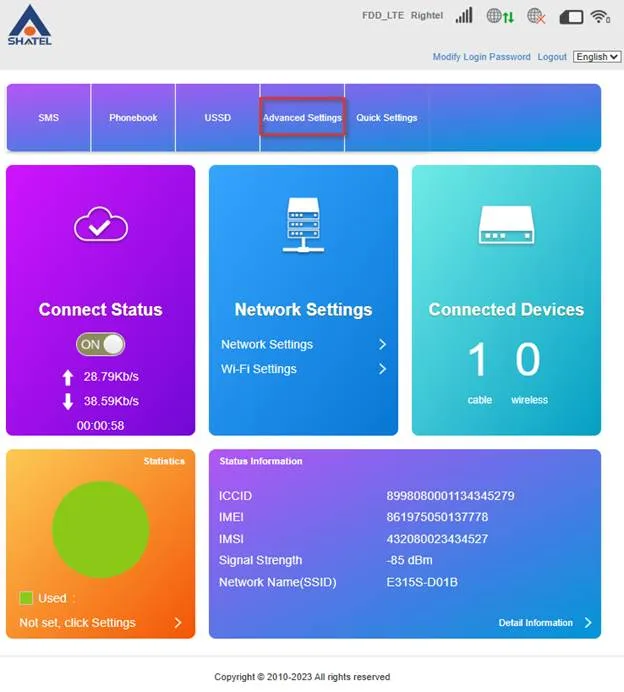 FDD_LTE Rightel
SHATEL
Modify Login Password Logout English
SMS Phonebook USSD Advanced Settings Quick Settings
Connect Status
ON
28.79Kb/s
38.59Kb/s
00:00:58
Network Settings
Network Settings
Wi-Fi Settings
Connected Devices
1 0
cable wireless
Statistics
Used :
Not set, click Settings
Status Information
ICCID 8998080001134345279
IMEI 861975050137778
IMSI 432080023434527
Signal Strength -85 dBm
Network Name(SSID) E315S-D01B
Detail Information
Copyright © 2010-2023 All rights reserved